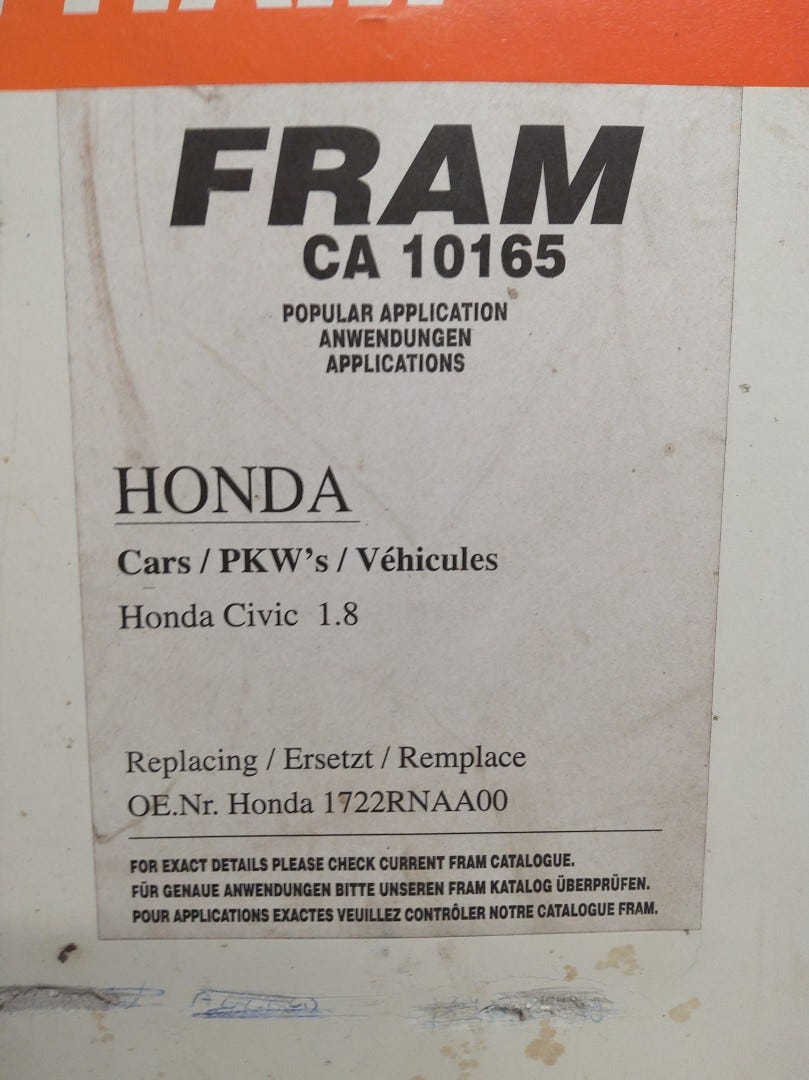 FRAM
CA 10165
POPULAR APPLICATION
ANWENDUNGEN
APPLICATIONS
HONDA
Cars / PKW's / Véhicules
Honda Civic 1.8
Replacing / Ersetzt / Remplace
OE.Nr. Honda 1722RNAA00
FOR EXACT DETAILS PLEASE CHECK CURRENT FRAM CATALOGUE.
FÜR GENAUE ANWENDUNGEN BITTE UNSEREN FRAM KATALOG ÜBERPRÜFEN.
POUR APPLICATIONS EXACTES VEUILLEZ CONTRÔLER NOTRE CATALOGUE FRAM.